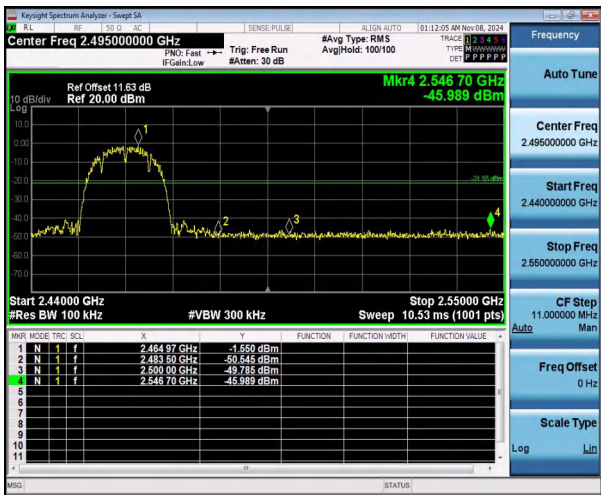 Keysight Spectrum Analyzer - Swept SA
RL RF 50 Ω AC SENSE:PULSE ALIGN AUTO 01:12:05 AM Nov 08, 2024
Center Freq 2.495000000 GHz
PNO: Fast
IFGain:Low
Trig: Free Run
#Atten: 30 dB
#Avg Type: RMS
Avg|Hold: 100/100
TRACE 1 2 3 4 5 6
TYPE M W W W W W
DET P P P P P P
Ref Offset 11.63 dB
10 dB/div Ref 20.00 dBm
Log
Mkr4 2.546 70 GHz
-45.989 dBm
10.0
0.00
-10.0
-20.0
-30.0
-40.0
-50.0
-60.0
-70.0
1
2
3
4
-21.55 dBm
Start 2.44000 GHz Stop 2.55000 GHz
#Res BW 100 kHz #VBW 300 kHz Sweep 10.53 ms (1001 pts)
MKR MODE TRC SCL X Y FUNCTION FUNCTION WIDTH FUNCTION VALUE
1 N 1 f 2.464 97 GHz -1.550 dBm
2 N 1 f 2.483 50 GHz -50.545 dBm
3 N 1 f 2.500 00 GHz -49.785 dBm
4 N 1 f 2.546 70 GHz -45.989 dBm
5
6
7
8
9
10
11
MSG STATUS
Frequency
Auto Tune
Center Freq
2.495000000 GHz
Start Freq
2.440000000 GHz
Stop Freq
2.550000000 GHz
CF Step
11.000000 MHz
Auto Man
Freq Offset
0 Hz
Scale Type
Log Lin